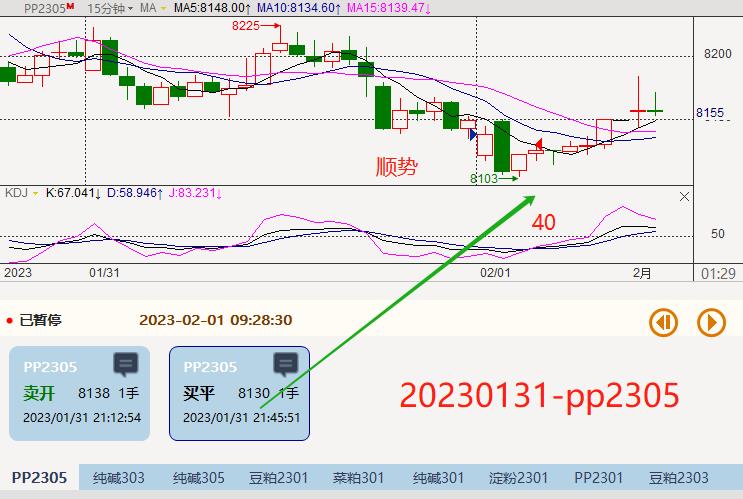 PP2305M 15分钟 MA MA5:8148.00↑ MA10:8134.60↑ MA15:8139.47↓
8225
8200
8155
顺势
8103
KDJ K:67.041↓ D:58.946↑ J:83.231↓
40
50
2023 01/31 02/01 2月 01:29
已暂停 2023-02-01 09:28:30
PP2305 PP2305
卖开 8138 1手 买平 8130 1手
2023/01/31 21:12:54 2023/01/31 21:45:51
20230131-pp2305
PP2305 纯碱303 纯碱305 豆粕2301 菜粕301 纯碱301 淀粉2301 PP2301 豆粕2303